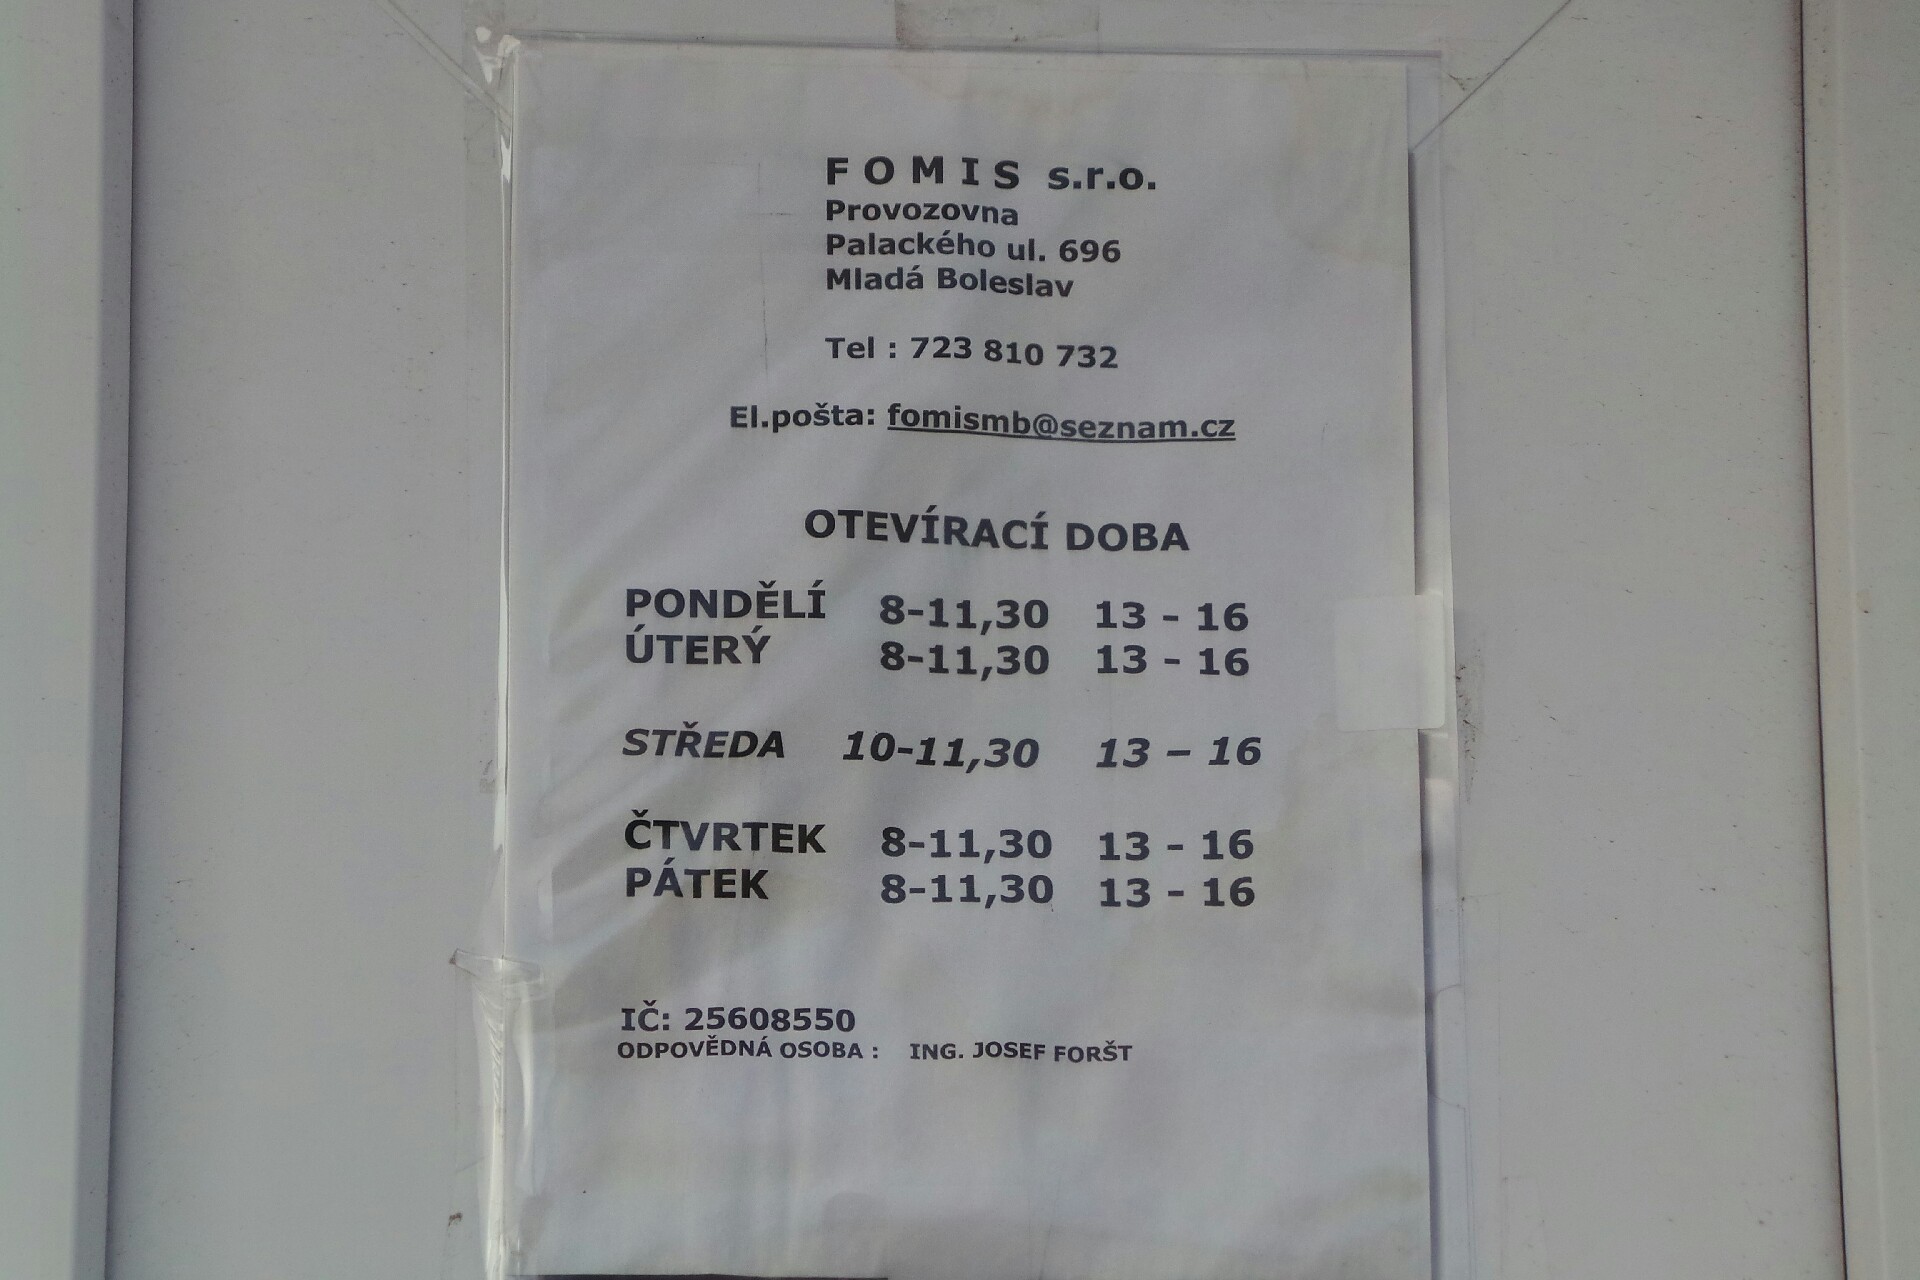 FOMIS s.r.o.
Provozovna
Palackého ul. 696
Mladá Boleslav
Tel : 723 810 732
El.pošta: fomismb@seznam.cz
OTEVÍRACÍ DOBA
PONDĚLÍ 8-11,30 13 - 16
ÚTERÝ 8-11,30 13 - 16
STŘEDA 10-11,30 13 – 16
ČTVRTEK 8-11,30 13 - 16
PÁTEK 8-11,30 13 - 16
IČ: 25608550
ODPOVĚDNÁ OSOBA : ING. JOSEF FORŠT